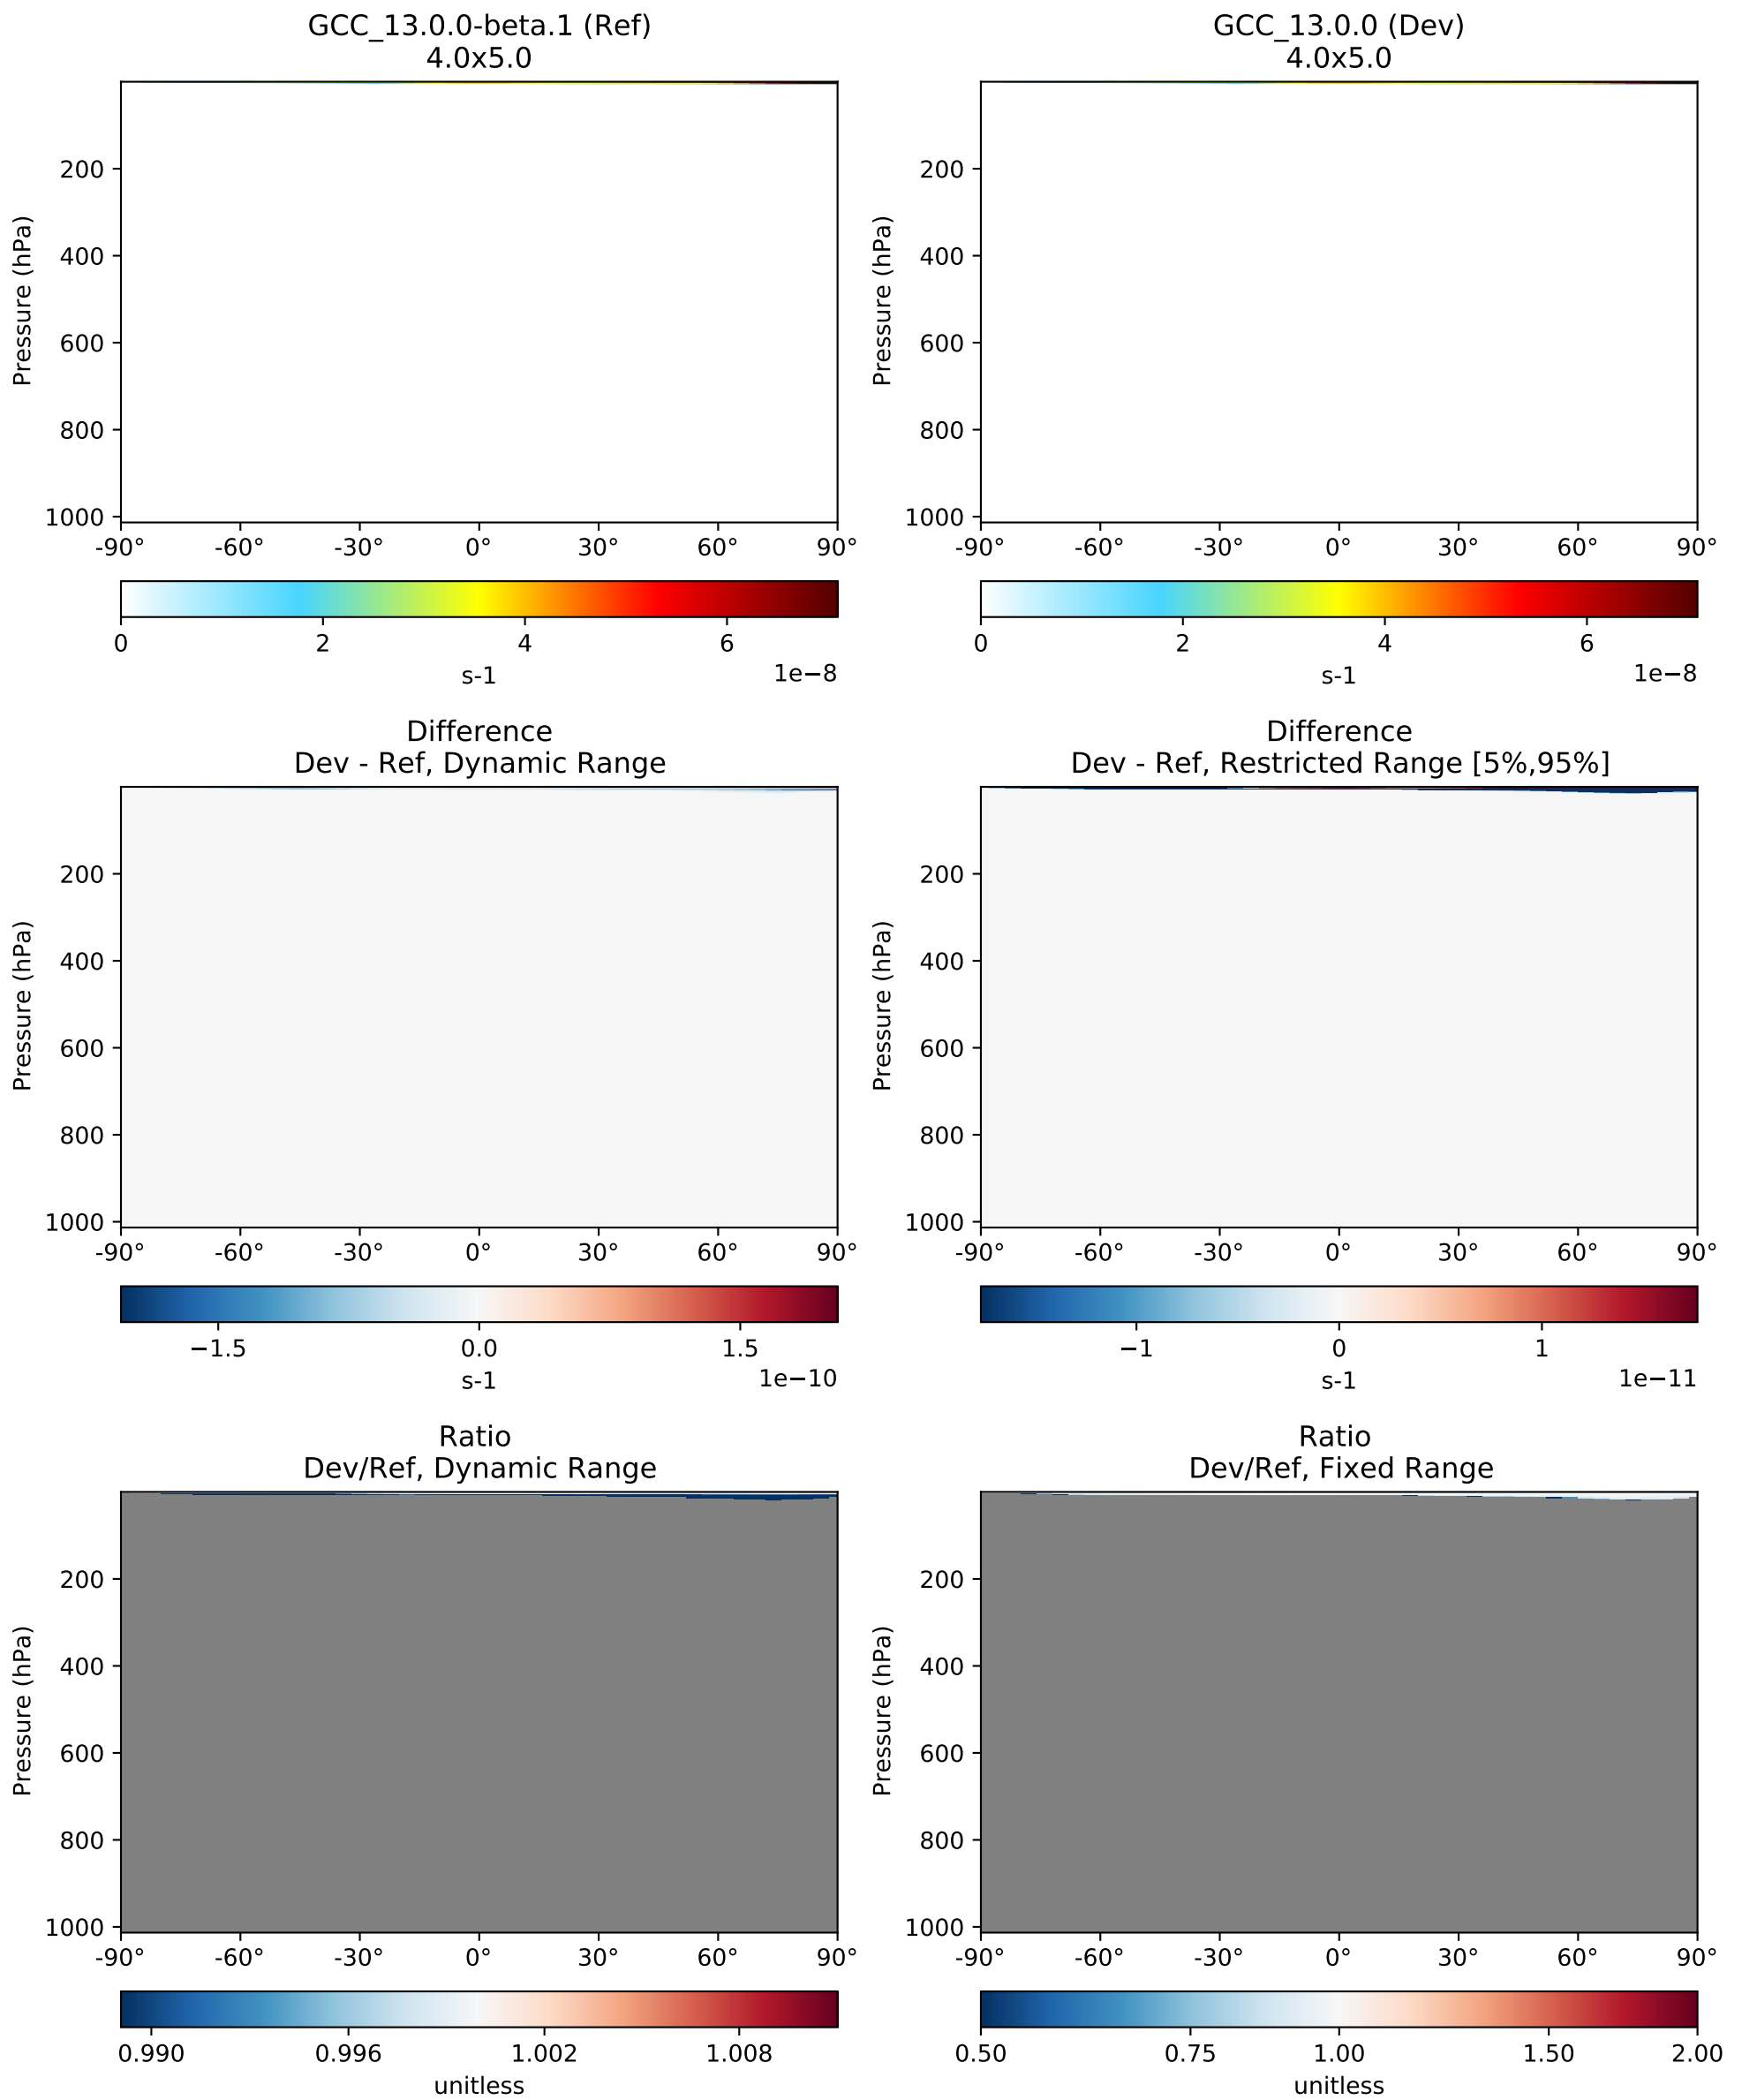 GCC_13.0.0-beta.1 (Ref)
4.0x5.0
Pressure (hPa)
200
400
600
800
1000
-90° -60° -30° 0° 30° 60° 90°
0 2 4 6
s-1
1e−8
GCC_13.0.0 (Dev)
4.0x5.0
Pressure (hPa)
200
400
600
800
1000
-90° -60° -30° 0° 30° 60° 90°
0 2 4 6
s-1
1e−8
Difference
Dev - Ref, Dynamic Range
Pressure (hPa)
200
400
600
800
1000
-90° -60° -30° 0° 30° 60° 90°
−1.5 0.0 1.5
s-1
1e−10
Difference
Dev - Ref, Restricted Range [5%,95%]
Pressure (hPa)
200
400
600
800
1000
-90° -60° -30° 0° 30° 60° 90°
−1 0 1
s-1
1e−11
Ratio
Dev/Ref, Dynamic Range
Pressure (hPa)
200
400
600
800
1000
-90° -60° -30° 0° 30° 60° 90°
0.990 0.996 1.002 1.008
unitless
Ratio
Dev/Ref, Fixed Range
Pressure (hPa)
200
400
600
800
1000
-90° -60° -30° 0° 30° 60° 90°
0.50 0.75 1.00 1.50 2.00
unitless